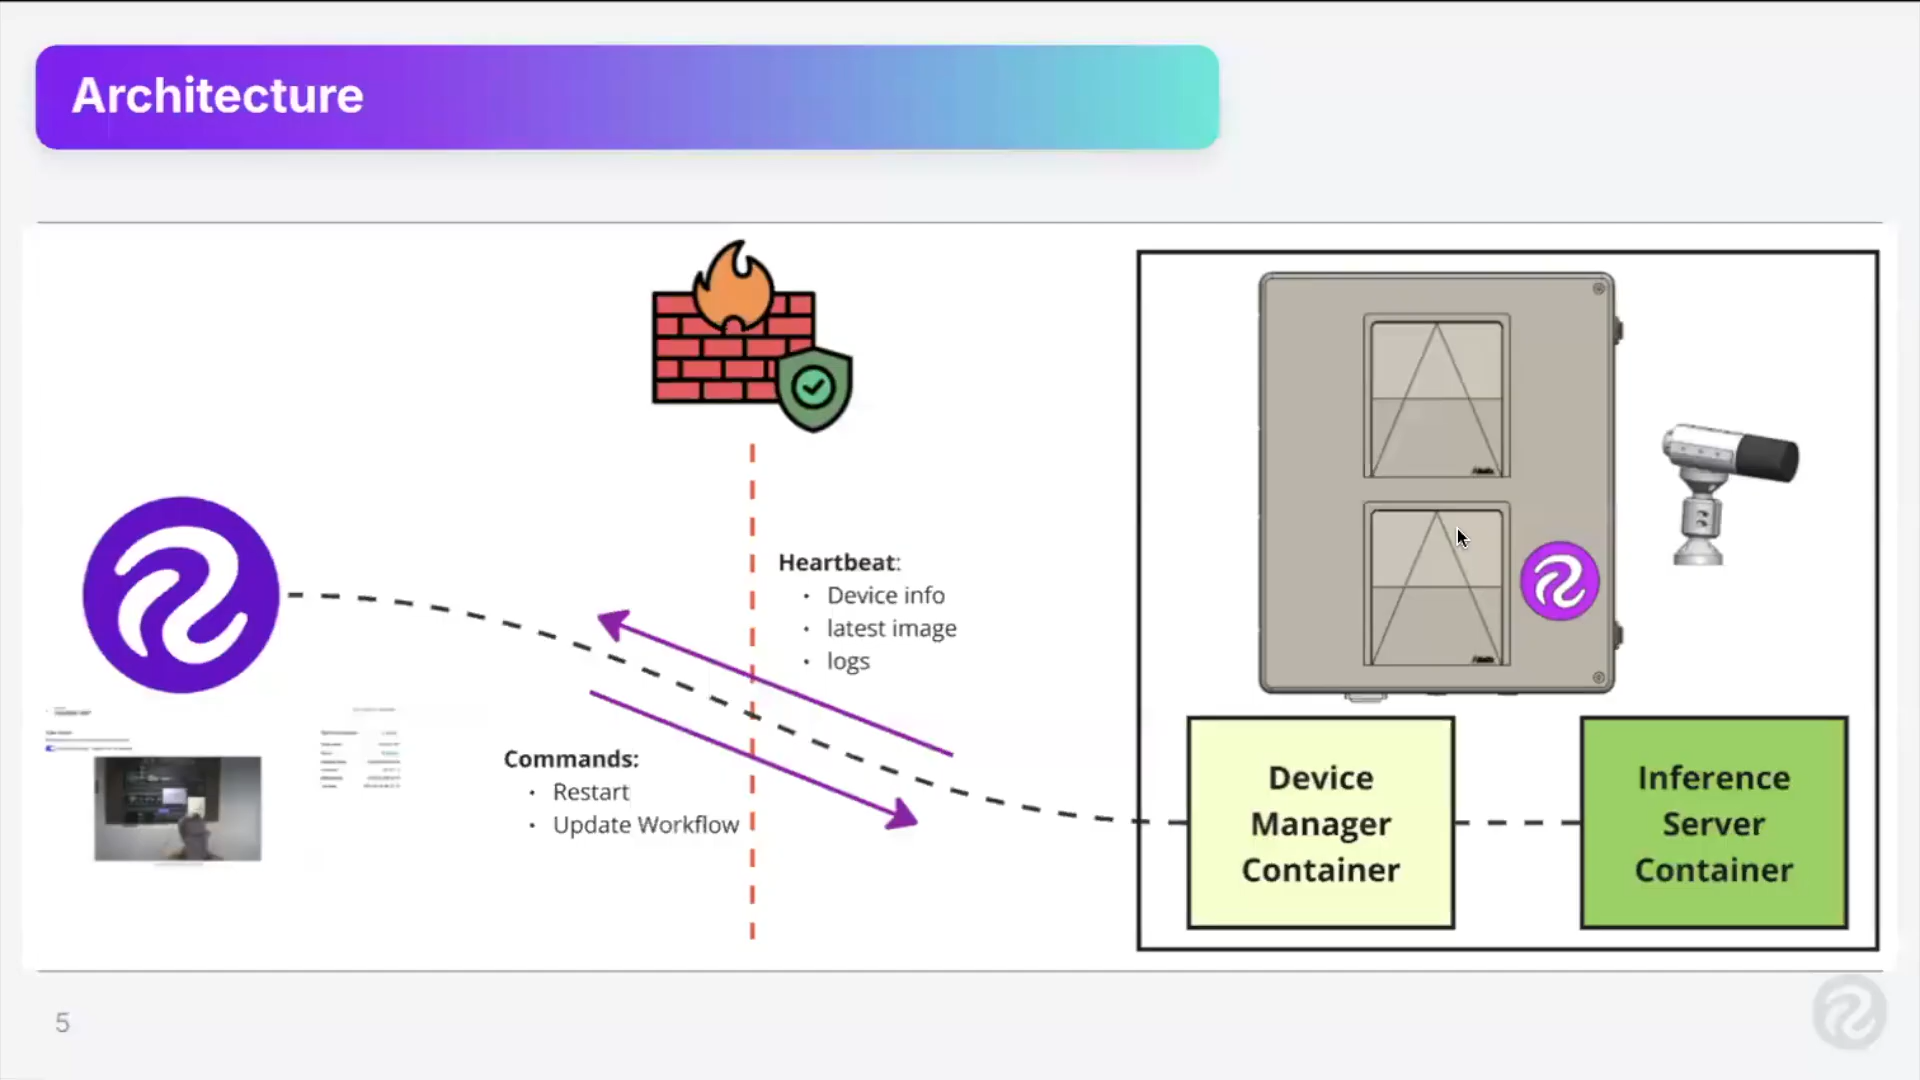 Architecture
Heartbeat:
• Device info
• latest image
• logs
Commands:
• Restart
• Update Workflow
Device
Manager
Container
Inference
Server
Container
5